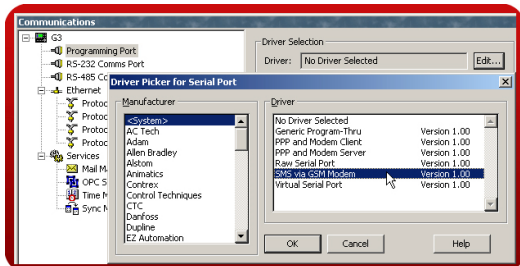 Communications
G3
Programming Port
RS-232 Comms Port
RS-485 Co
Ethernet
Protoc
Protoc
Protoc
Protoc
Services
Mail Ma
OPC S
Time M
Sync M
Driver Selection
Driver: No Driver Selected Edit...
Driver Picker for Serial Port
Manufacturer
<System>
AC Tech
Adam
Allen Bradley
Alstom
Animatics
Contrex
Control Techniques
CTC
Danfoss
Dupline
EZ Automation
Driver
No Driver Selected
Generic Program-Thru Version 1.00
PPP and Modem Client Version 1.00
PPP and Modem Server Version 1.00
Raw Serial Port Version 1.00
SMS via GSM Modem Version 1.00
Virtual Serial Port Version 1.00
OK Cancel Help